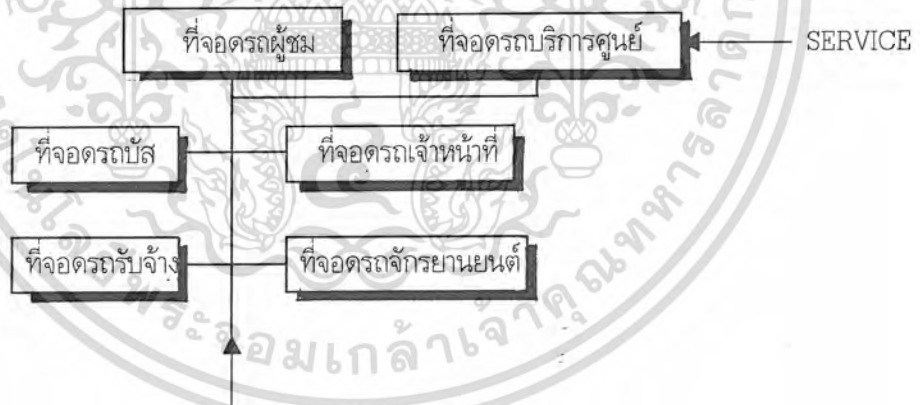 ที่จอดรถผู้ชม
ที่จอดรถบริการศูนย์
SERVICE
ที่จอดรถบัส
ที่จอดรถเจ้าหน้าที่
ที่จอดรถรับจ้าง
ที่จอดรถจักรยานยนต์